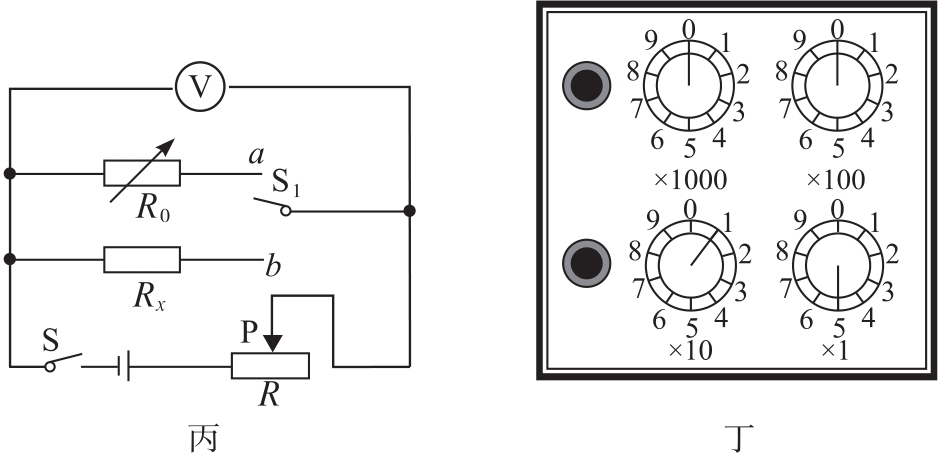 V
a
S1
R0
b
Rx
S
P
R
丙
0 1 2 3 4 5 6 7 8 9
×1000
0 1 2 3 4 5 6 7 8 9
×100
0 1 2 3 4 5 6 7 8 9
×10
0 1 2 3 4 5 6 7 8 9
×1
丁